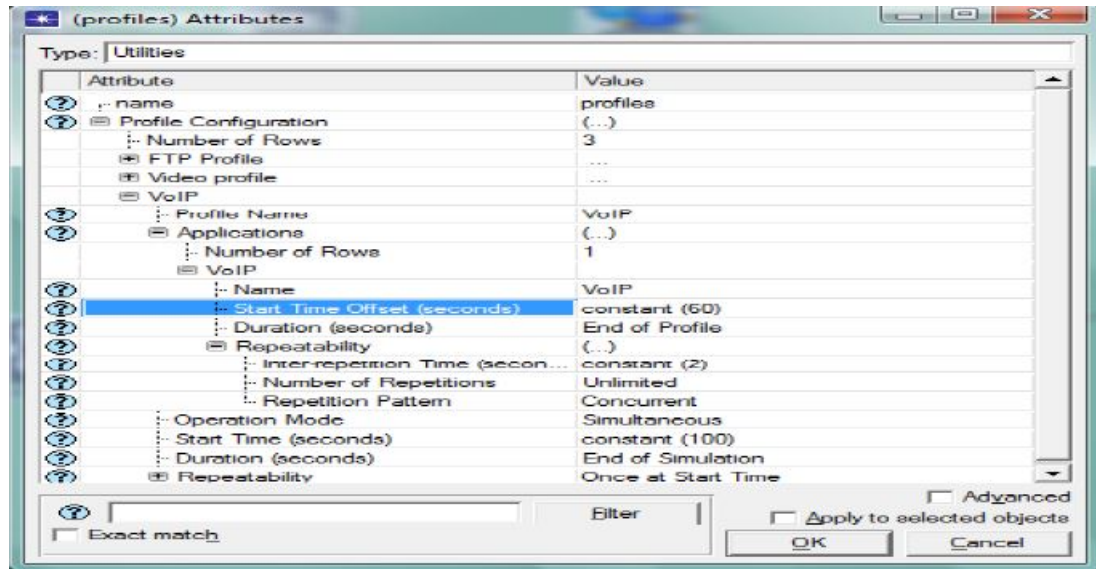 (profiles) Attributes
Type: Utilities
Attribute Value
name profiles
Profile Configuration (...)
Number of Rows 3
FTP Profile ...
Video profile ...
VoIP
Profile Name VoIP
Applications (...)
Number of Rows 1
VoIP
Name VoIP
Start Time Offset (seconds) constant (60)
Duration (seconds) End of Profile
Repeatability (...)
Inter-repetition Time (secon... constant (2)
Number of Repetitions Unlimited
Repetition Pattern Concurrent
Operation Mode Simultaneous
Start Time (seconds) constant (100)
Duration (seconds) End of Simulation
Repeatability Once at Start Time
Advanced
Filter Apply to selected objects
Exact match
OK Cancel